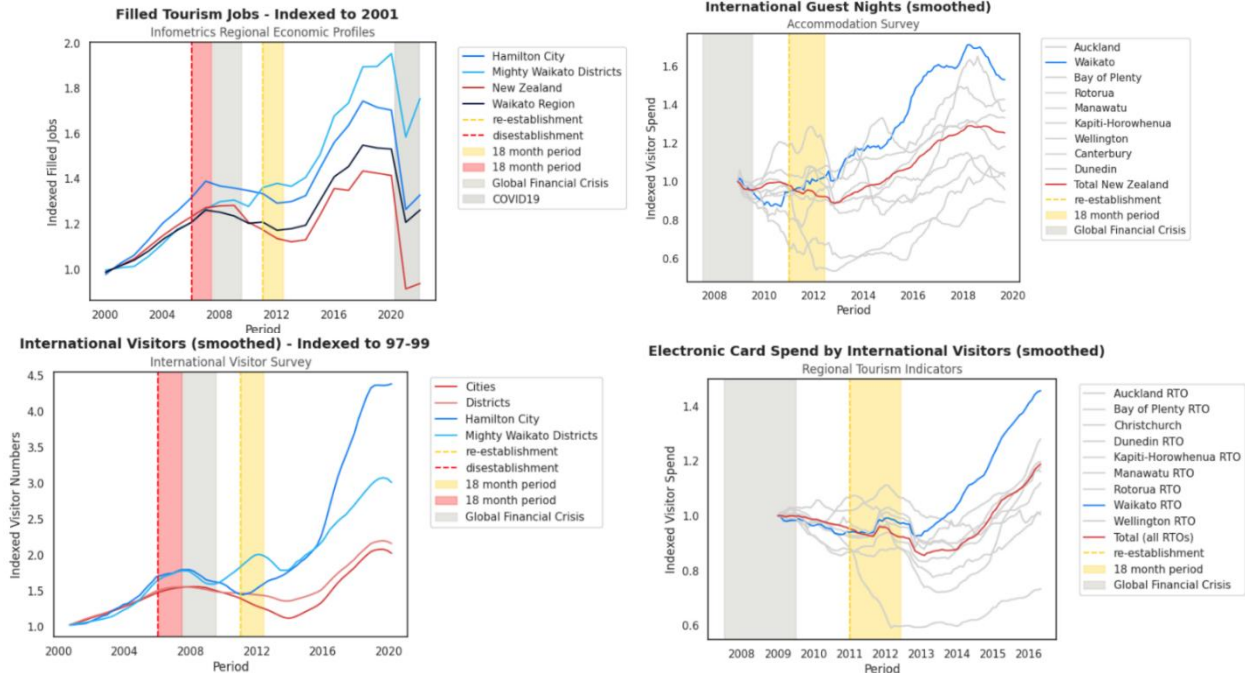 Filled Tourism Jobs - Indexed to 2001
Infometrics Regional Economic Profiles
2.0
1.8
1.6
1.4
1.2
1.0
Indexed Filled Jobs
2000 2004 2008 2012 2016 2020
Period
Hamilton City
Mighty Waikato Districts
New Zealand
Waikato Region
re-establishment
disestablishment
18 month period
18 month period
Global Financial Crisis
COVID19
International Guest Nights (smoothed)
Accommodation Survey
1.6
1.4
1.2
1.0
0.8
0.6
Indexed Visitor Spend
2008 2010 2012 2014 2016 2018 2020
Period
Auckland
Waikato
Bay of Plenty
Rotorua
Manawatu
Kapiti-Horowhenua
Wellington
Canterbury
Dunedin
Total New Zealand
re-establishment
18 month period
Global Financial Crisis
International Visitors (smoothed) - Indexed to 97-99
International Visitor Survey
4.5
4.0
3.5
3.0
2.5
2.0
1.5
1.0
Indexed Visitor Numbers
2000 2004 2008 2012 2016 2020
Period
Cities
Districts
Hamilton City
Mighty Waikato Districts
re-establishment
disestablishment
18 month period
18 month period
Global Financial Crisis
Electronic Card Spend by International Visitors (smoothed)
Regional Tourism Indicators
1.4
1.2
1.0
0.8
0.6
Indexed Visitor Spend
2008 2009 2010 2011 2012 2013 2014 2015 2016
Period
Auckland RTO
Bay of Plenty RTO
Christchurch
Dunedin RTO
Kapiti-Horowhenua RTO
Manawatu RTO
Rotorua RTO
Waikato RTO
Wellington RTO
Total (all RTOs)
re-establishment
18 month period
Global Financial Crisis